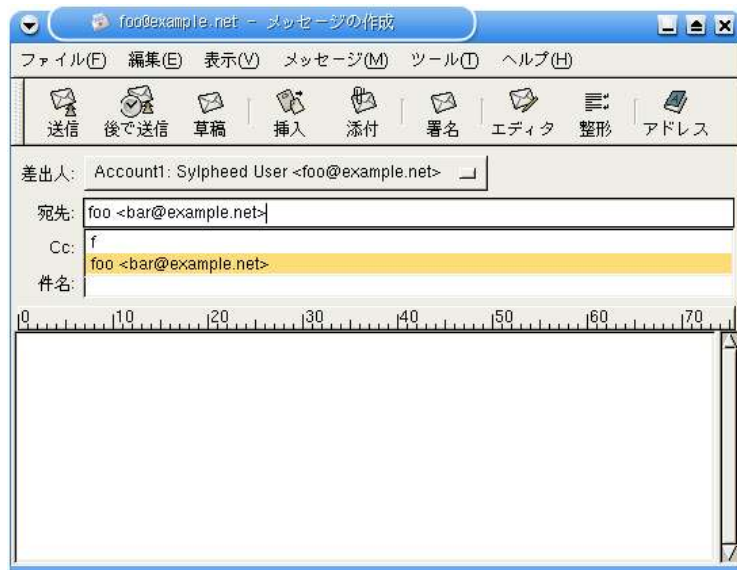 foo@example.net - メッセージの作成
ファイル(F) 編集(E) 表示(V) メッセージ(M) ツール(T) ヘルプ(H)
送信 後で送信 草稿 挿入 添付 署名 エディタ 整形 アドレス
差出人: Account1: Sylpheed User <foo@example.net>
宛先: foo <bar@example.net>
Cc: f
foo <bar@example.net>
件名:
0 10 20 30 40 50 60 70